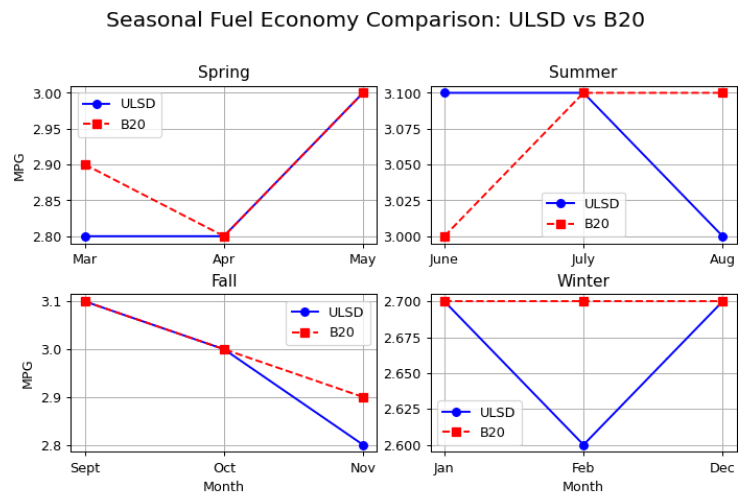 Seasonal Fuel Economy Comparison: ULSD vs B20
Spring
MPG
3.00
2.95
2.90
2.85
2.80
ULSD
B20
Mar
Apr
May
Summer
3.100
3.075
3.050
3.025
3.000
ULSD
B20
June
July
Aug
Fall
MPG
3.1
3.0
2.9
2.8
ULSD
B20
Sept
Oct
Nov
Month
Winter
2.700
2.675
2.650
2.625
2.600
ULSD
B20
Jan
Feb
Dec
Month